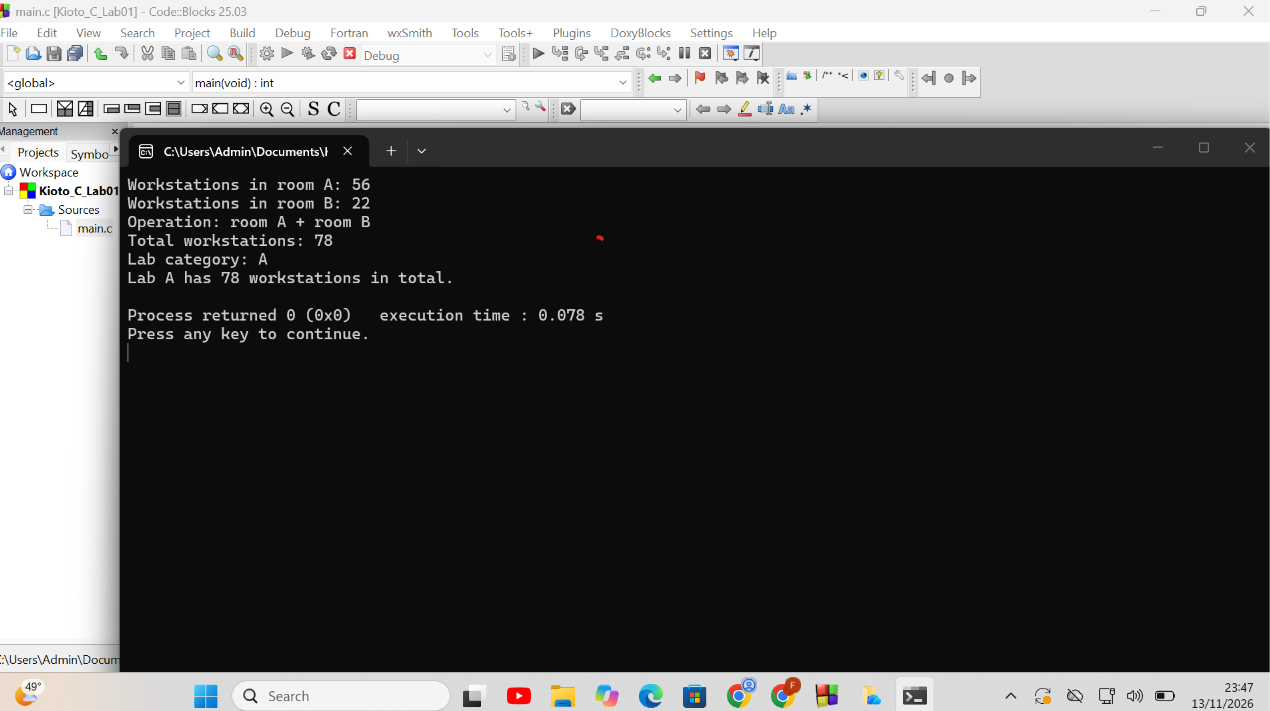 main.c [Kioto_C_Lab01] - Code::Blocks 25.03
File Edit View Search Project Build Debug Fortran wxSmith Tools Tools+ Plugins DoxyBlocks Settings Help
Debug
<global> main(void) : int /** *<
S C Aa .*
Management
Projects Symbo
C:\Users\Admin\Documents\
Workspace
Kioto_C_Lab01
Sources
main.c
Workstations in room A: 56
Workstations in room B: 22
Operation: room A + room B
Total workstations: 78
Lab category: A
Lab A has 78 workstations in total.
Process returned 0 (0x0) execution time : 0.078 s
Press any key to continue.
:\Users\Admin\Docum
49°
Search
F
23:47
13/11/2026